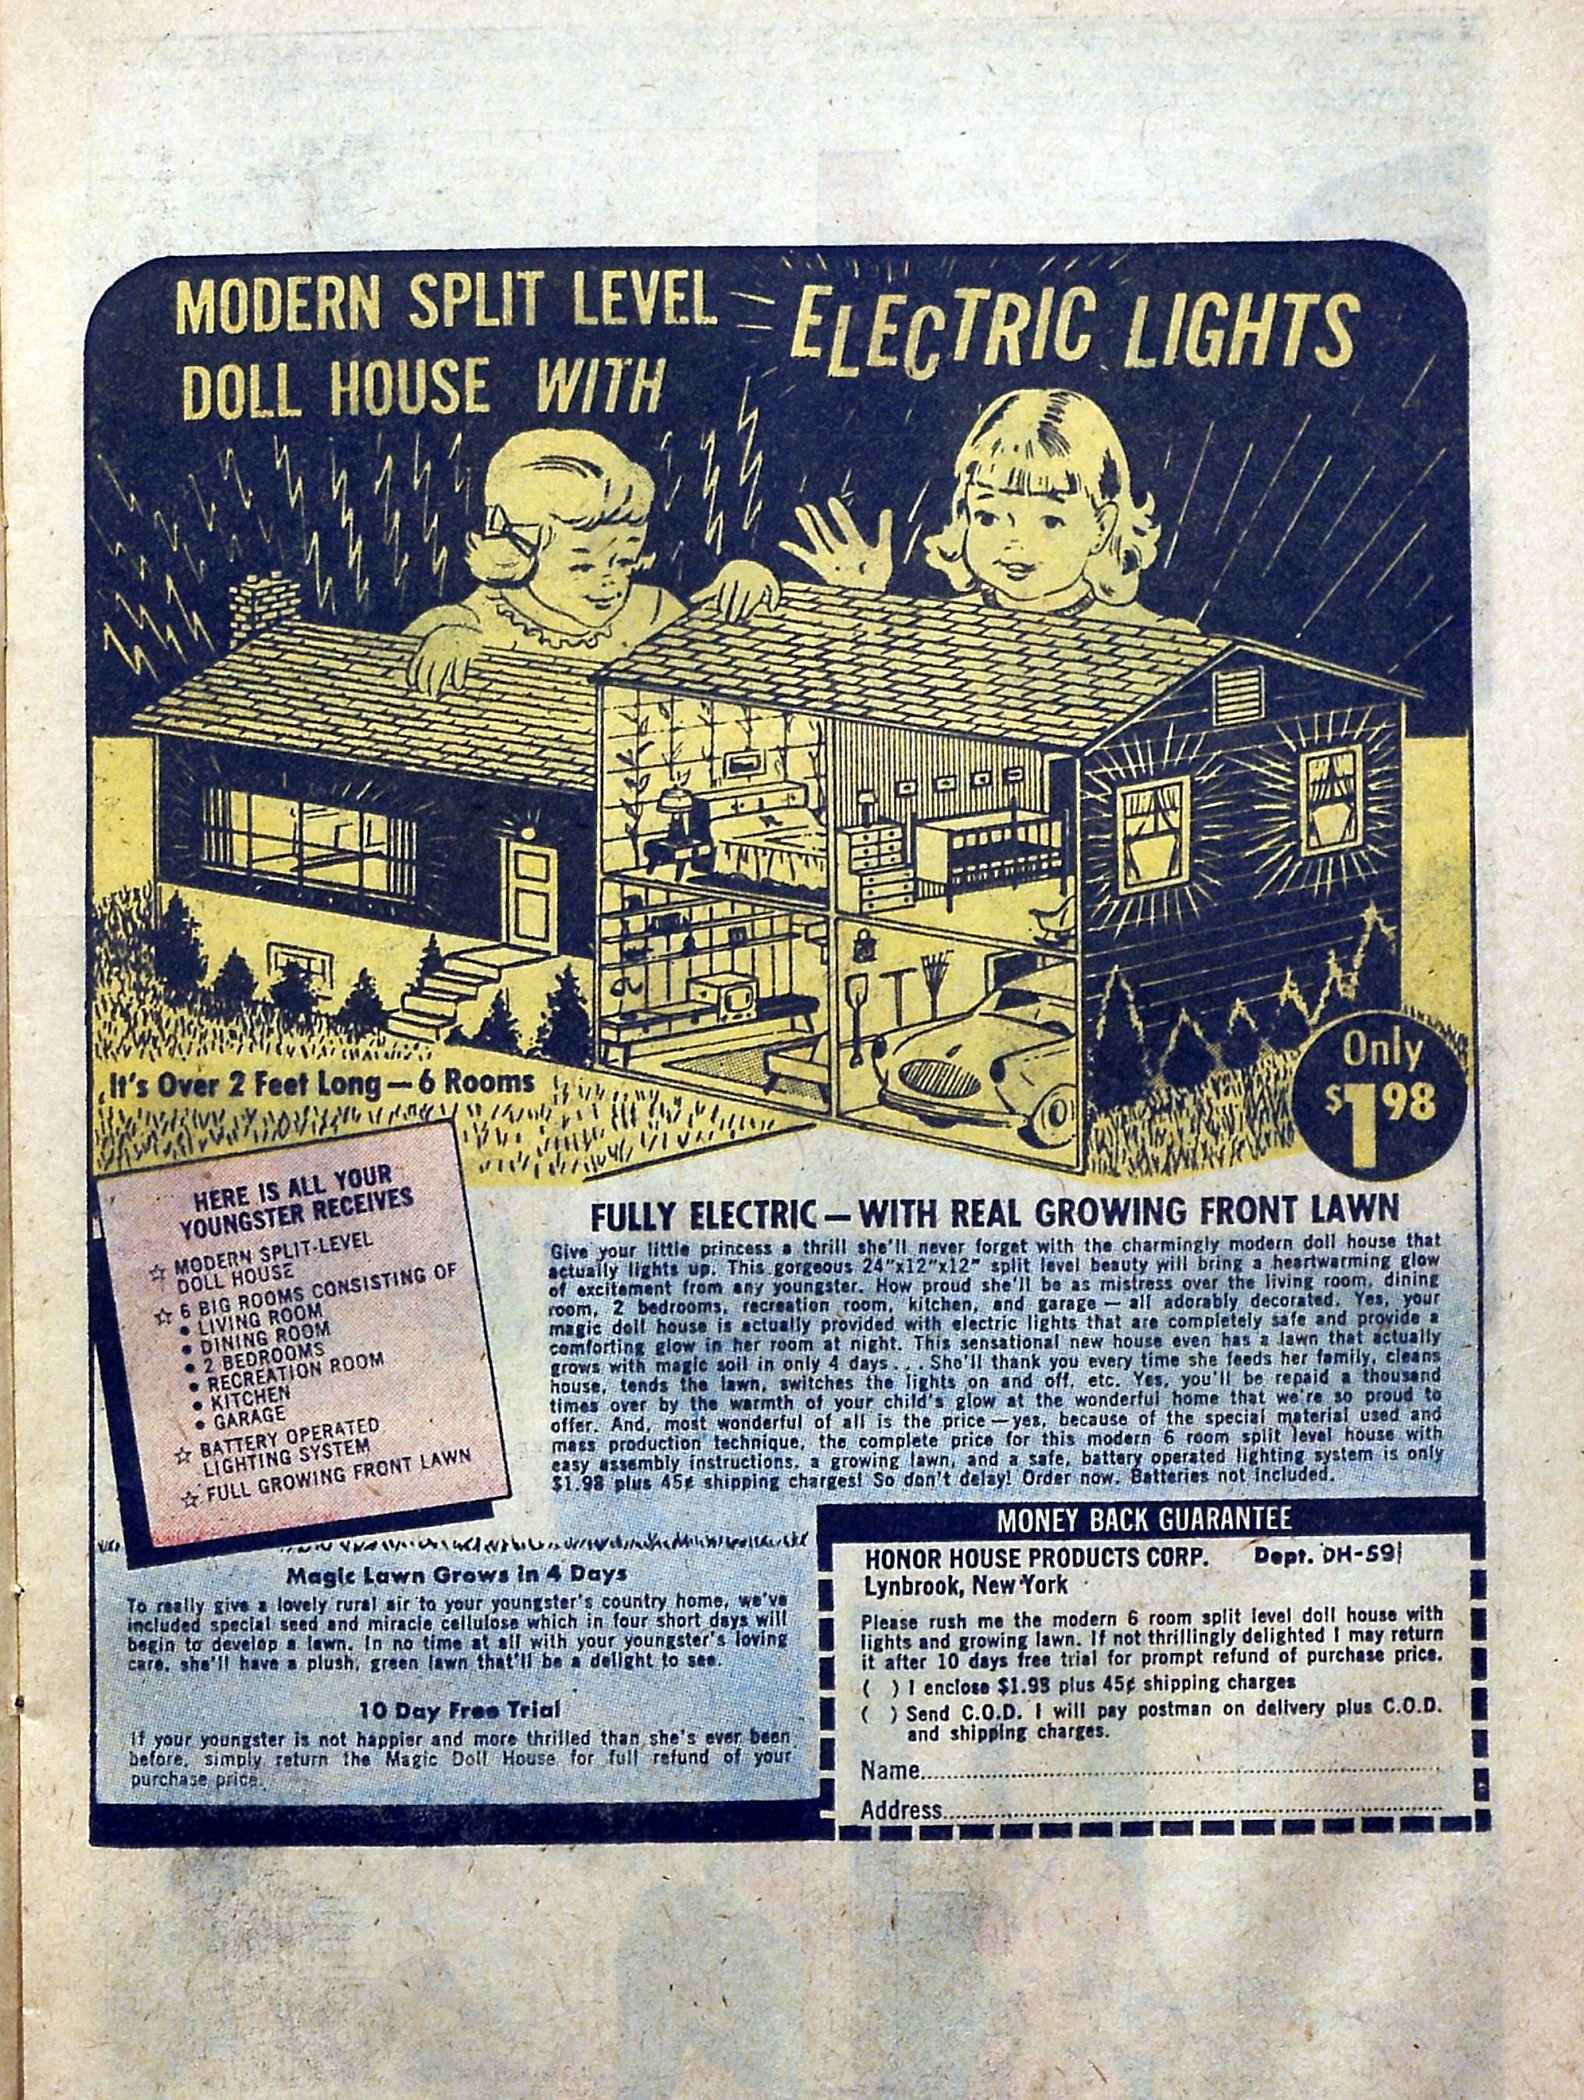 MODERN SPLIT LEVEL
DOLL HOUSE WITH
ELECTRIC LIGHTS
It's Over 2 Feet Long — 6 Rooms
Only
$1.98
HERE IS ALL YOUR
YOUNGSTER RECEIVES
☆ MODERN SPLIT-LEVEL
DOLL HOUSE
☆ 6 BIG ROOMS CONSISTING OF
• LIVING ROOM
• DINING ROOM
• 2 BEDROOMS
• RECREATION ROOM
• KITCHEN
• GARAGE
☆ BATTERY OPERATED
LIGHTING SYSTEM
☆ FULL GROWING FRONT LAWN
FULLY ELECTRIC — WITH REAL GROWING FRONT LAWN
Give your little princess a thrill she'll never forget with the charmingly modern doll house that
actually lights up. This gorgeous 24"x12"x12" split level beauty will bring a heartwarming glow
of excitement from any youngster. How proud she'll be as mistress over the living room, dining
room, 2 bedrooms, recreation room, kitchen, and garage — all adorably decorated. Yes, your
magic doll house is actually provided with electric lights that are completely safe and provide a
comforting glow in her room at night. This sensational new house even has a lawn that actually
grows with magic soil in only 4 days... She'll thank you every time she feeds her family, cleans
house, tends the lawn, switches the lights on and off, etc. Yes, you'll be repaid a thousand
times over by the warmth of your child's glow at the wonderful home that we're so proud to
offer. And, most wonderful of all is the price — yes, because of the special material used and
mass production technique, the complete price for this modern 6 room split level house with
easy assembly instructions, a growing lawn, and a safe, battery operated lighting system is only
$1.98 plus 45¢ shipping charges! So don't delay! Order now. Batteries not included.
Magic Lawn Grows in 4 Days
To really give a lovely rural air to your youngster's country home, we've
included special seed and miracle cellulose which in four short days will
begin to develop a lawn. In no time at all with your youngster's loving
care, she'll have a plush, green lawn that'll be a delight to see.
10 Day Free Trial
If your youngster is not happier and more thrilled than she's ever been
before, simply return the Magic Doll House for full refund of your
purchase price.
MONEY BACK GUARANTEE
HONOR HOUSE PRODUCTS CORP. Dept. DH-591
Lynbrook, New York
Please rush me the modern 6 room split level doll house with
lights and growing lawn. If not thrillingly delighted I may return
it after 10 days free trial for prompt refund of purchase price.
( ) I enclose $1.98 plus 45¢ shipping charges
( ) Send C.O.D. I will pay postman on delivery plus C.O.D.
and shipping charges.
Name
Address